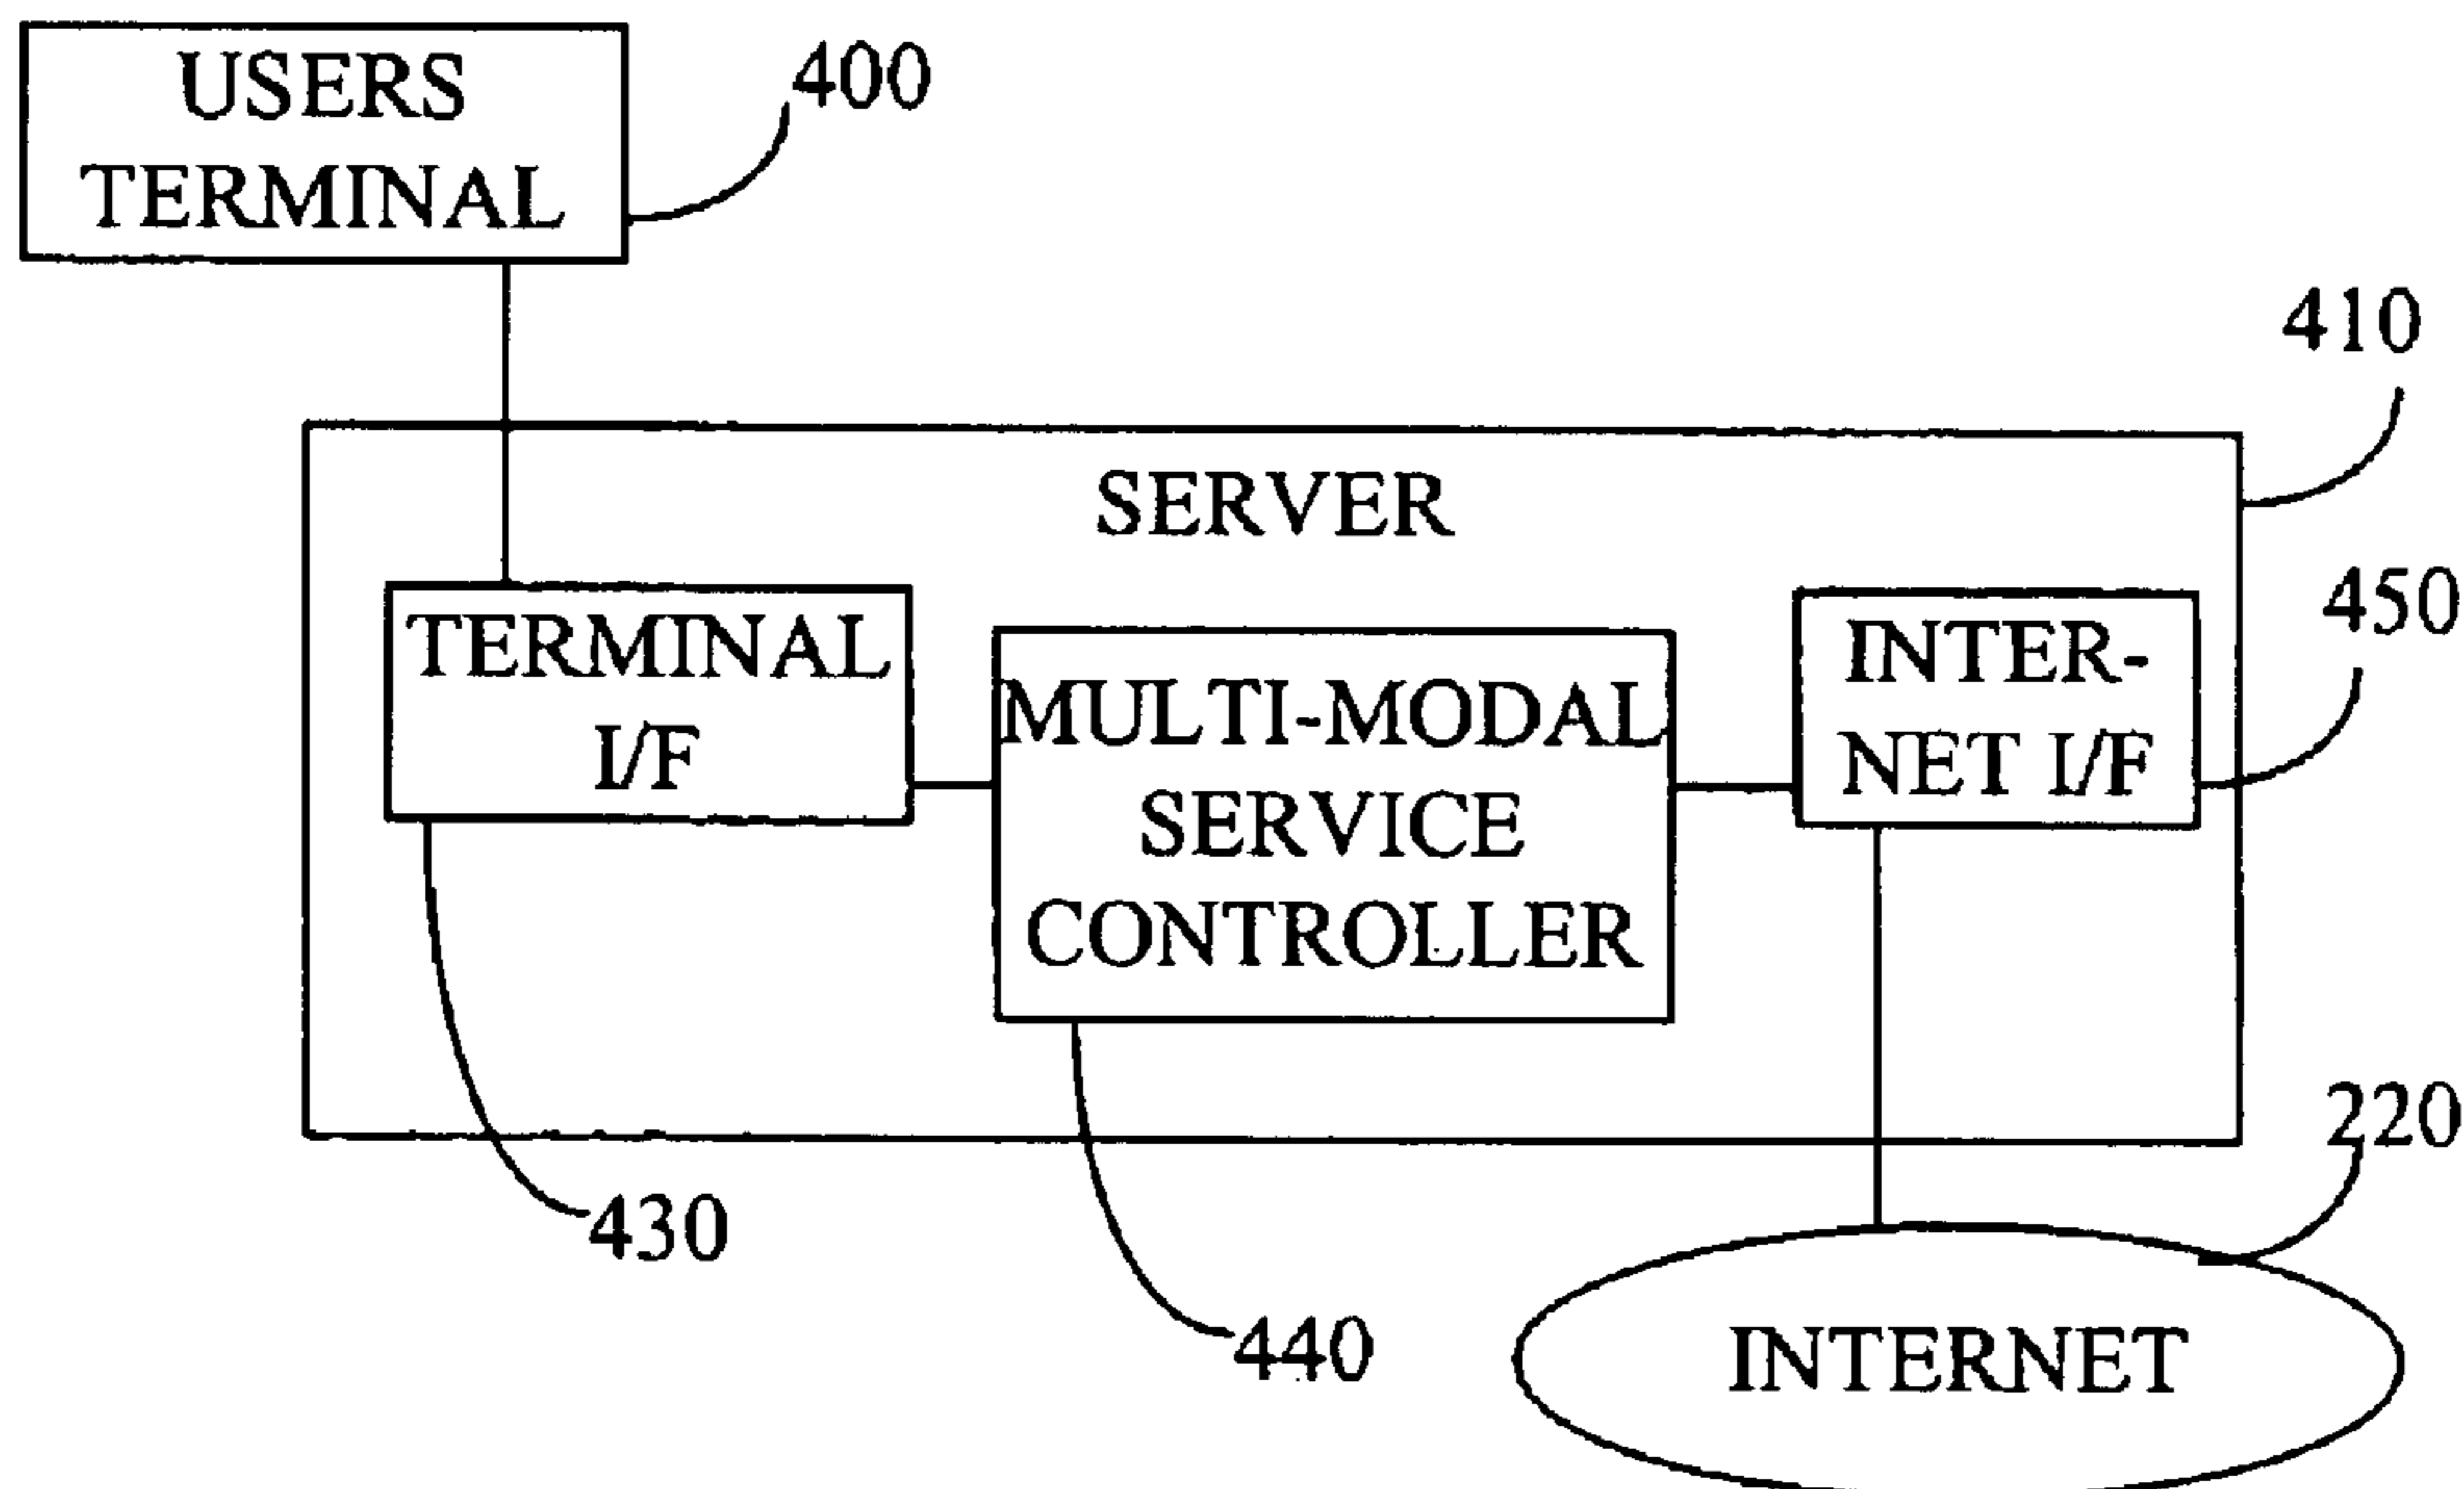 USERS
TERMINAL
400
410
SERVER
450
TERMINAL
I/F
MULTI-MODAL
SERVICE
CONTROLLER
INTER-
NET I/F
220
430
440
INTERNET